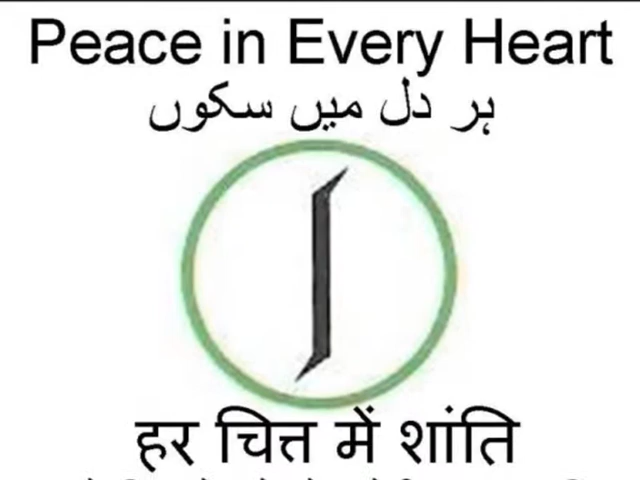 Peace in Every Heart
ہر دل میں سکوں
हर चित्त में शांति